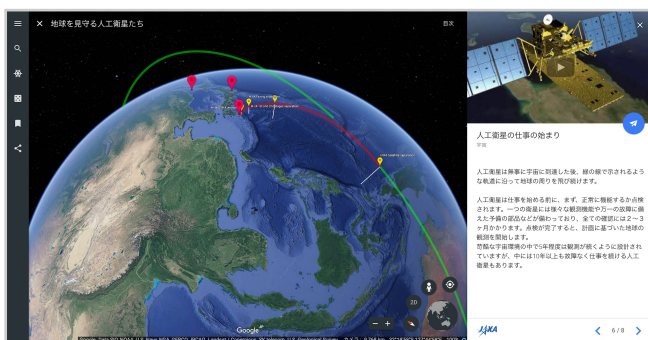 地球を見守る人工衛星たち
目次
人工衛星の仕事の始まり
宇宙
人工衛星は無事に宇宙に到達した後、緑の線で示されるよう
な軌道に沿って地球の周りを飛び続けます。
人工衛星は仕事を始める前に、まず、正常に機能するか点検
されます。一つの衛星には様々な観測機能や万一の故障に備
えた予備の部品などが備わっており、全ての確認には2~3
ヶ月かかります。点検が完了すると、計画に基づいた地球の
観測を開始します。
苛酷な宇宙環境の中で5年程度は観測が続くように設計され
ていますが、中には10年以上も故障なく仕事を続ける人工
衛星もあります。
2D
Google
JAXA
6 / 8